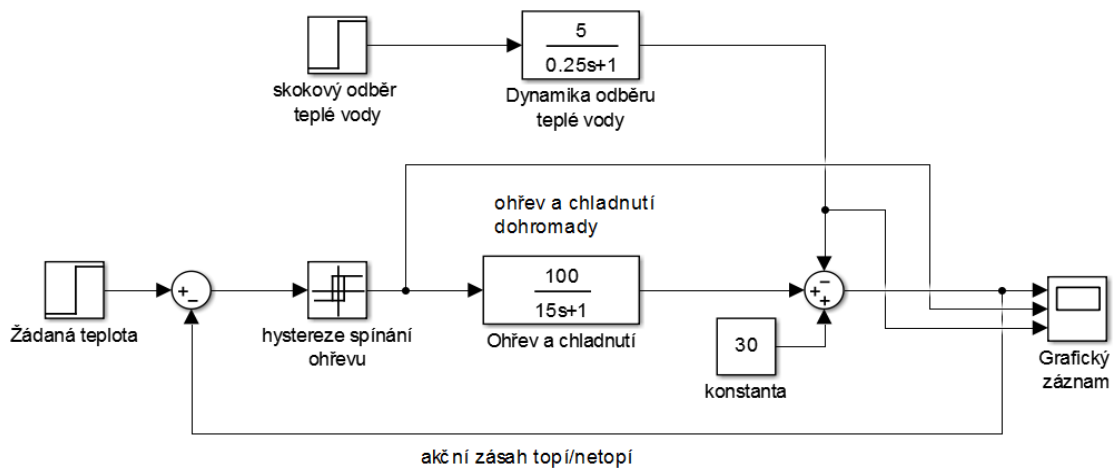 skokový odběr
teplé vody
5
0.25s+1
Dynamika odběru
teplé vody
ohřev a chladnutí
dohromady
Žádaná teplota
+
−
hystereze spínání
ohřevu
100
15s+1
Ohřev a chladnutí
−
+
+
30
konstanta
Grafický
záznam
akční zásah topí/netopí